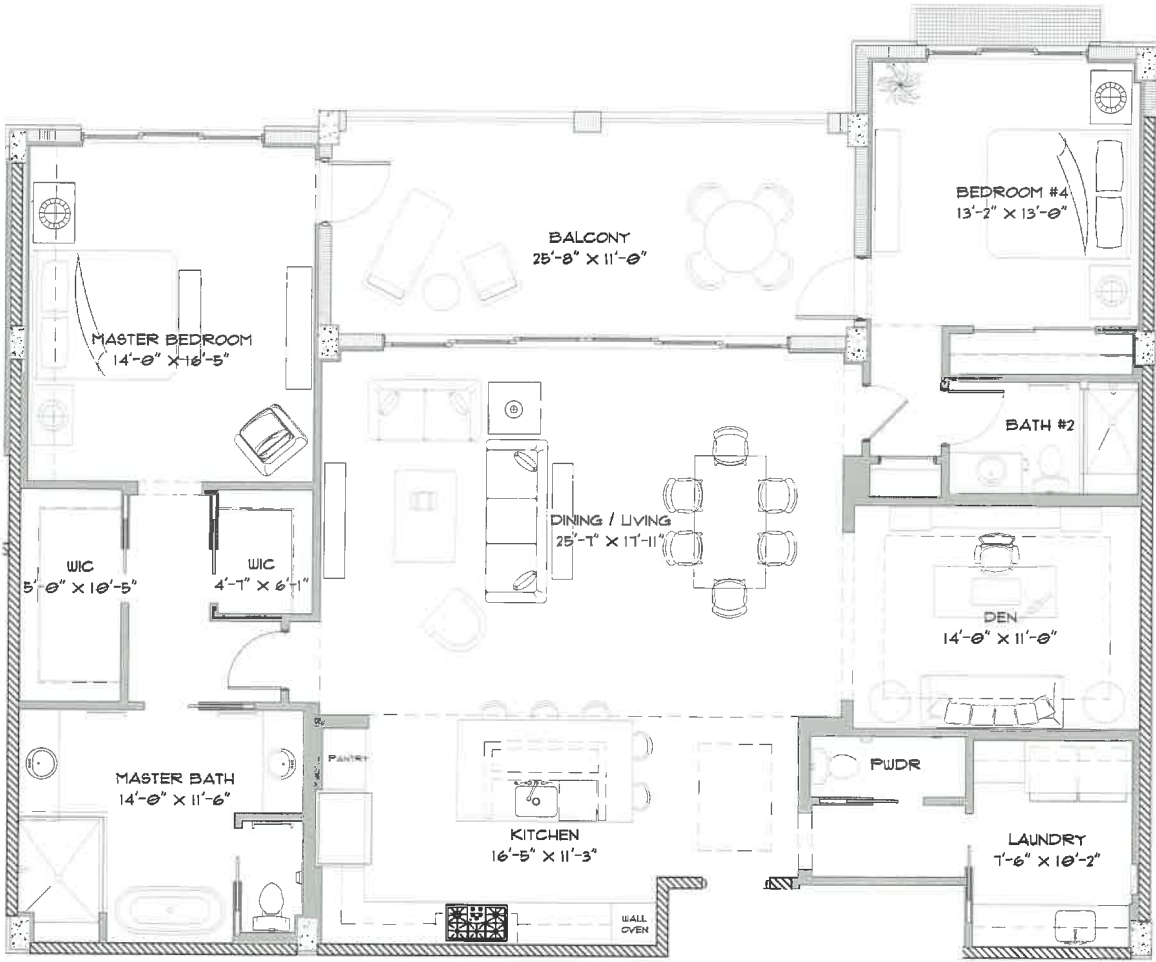 BEDROOM #4
13'-2" X 13'-0"
BALCONY
25'-8" X 11'-0"
MASTER BEDROOM
14'-0" X 16'-5"
BATH #2
DINING / LIVING
25'-7" X 17'-11"
WIC
5'-0" X 10'-5"
WIC
4'-7" X 6'-1"
DEN
14'-0" X 11'-0"
PANTRY
PWDR
MASTER BATH
14'-0" X 11'-6"
KITCHEN
16'-5" X 11'-3"
LAUNDRY
7'-6" X 10'-2"
WALL
OVEN